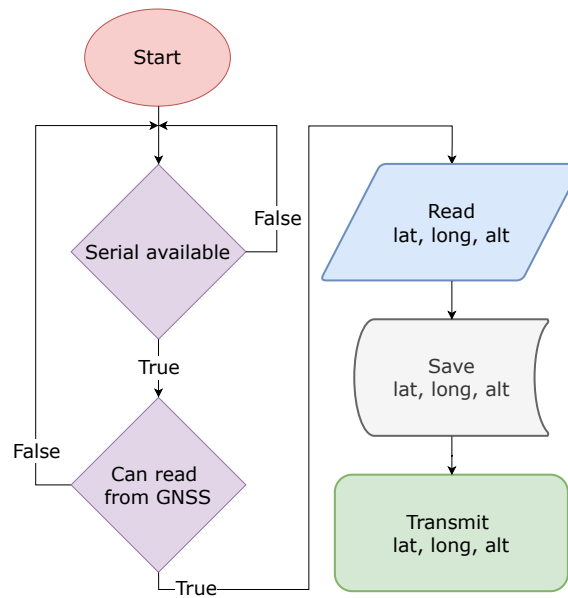 Start
Serial available
False
True
Can read
from GNSS
False
True
Read
lat, long, alt
Save
lat, long, alt
Transmit
lat, long, alt